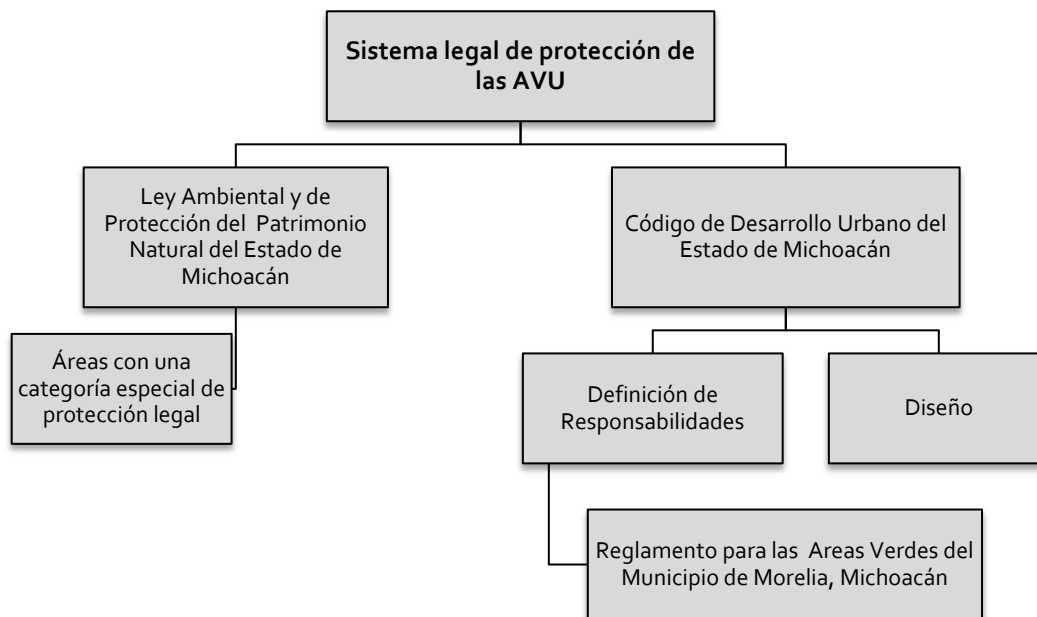 Sistema legal de protección de
las AVU
Ley Ambiental y de
Protección del Patrimonio
Natural del Estado de
Michoacán
Código de Desarrollo Urbano del
Estado de Michoacán
Áreas con una
categoría especial de
protección legal
Definición de
Responsabilidades
Diseño
Reglamento para las Areas Verdes del
Municipio de Morelia, Michoacán